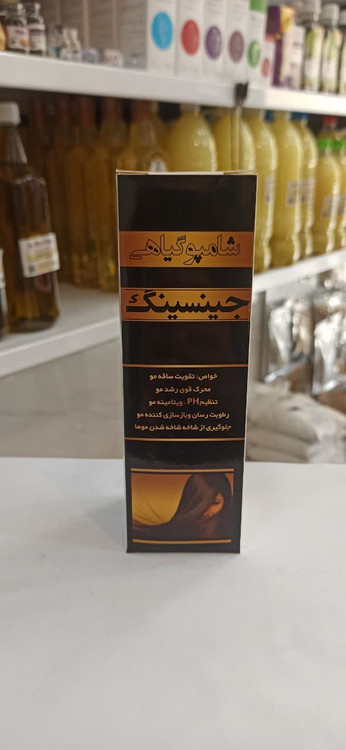 شامپو گیاهی
جینسینگ
خواص: تقویت ساقه مو
محرک قوی رشد مو
تنظیم PH . ویتامینه مو
رطوبت رسان و بازسازی کننده مو
جلوگیری از شاخه شاخه شدن موها